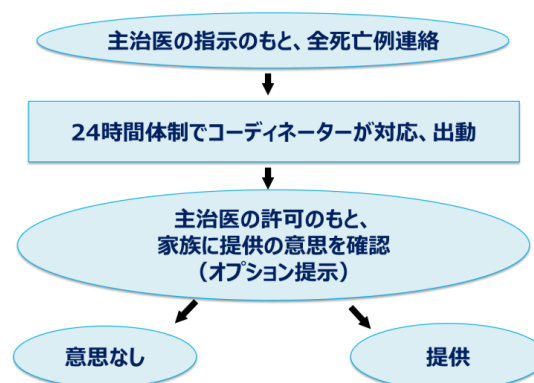 主治医の指示のもと、全死亡例連絡
24時間体制でコーディネーターが対応、出動
主治医の許可のもと、
家族に提供の意思を確認
（オプション提示）
意思なし
提供